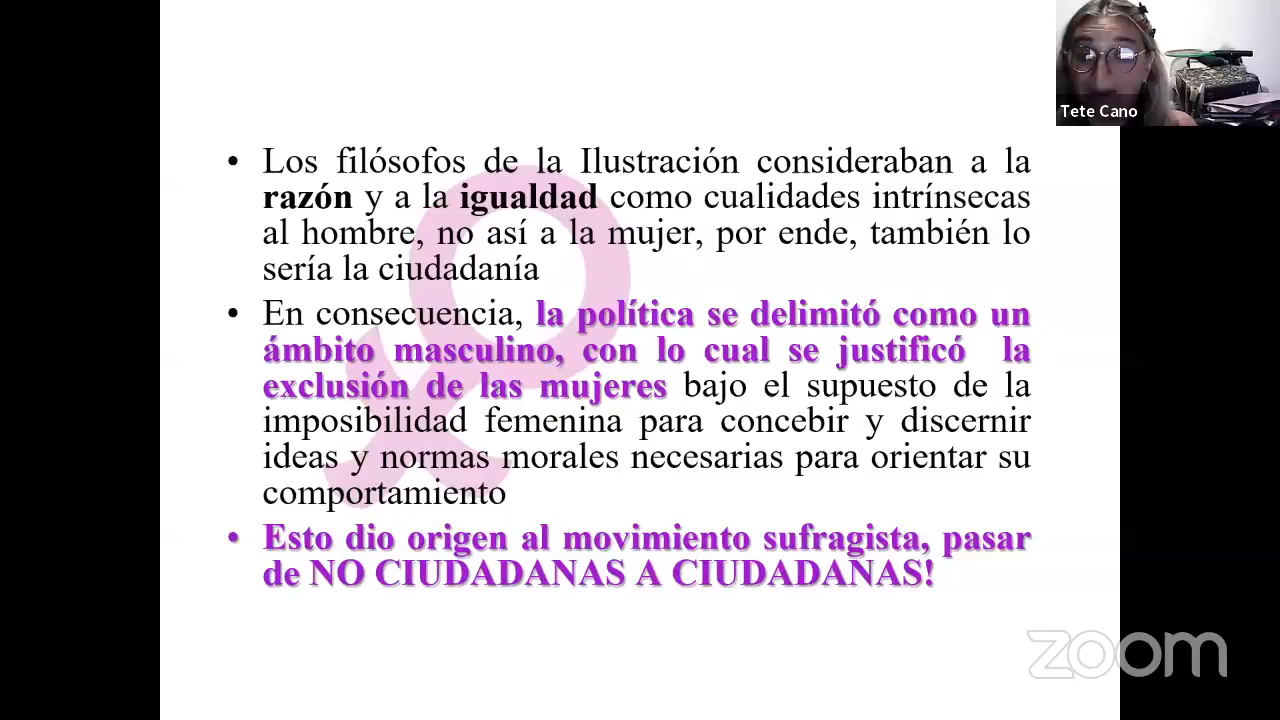 Tete Cano
• Los filósofos de la Ilustración consideraban a la
razón y a la igualdad como cualidades intrínsecas
al hombre, no así a la mujer, por ende, también lo
sería la ciudadanía
• En consecuencia, la política se delimitó como un
ámbito masculino, con lo cual se justificó la
exclusión de las mujeres bajo el supuesto de la
imposibilidad femenina para concebir y discernir
ideas y normas morales necesarias para orientar su
comportamiento
• Esto dio origen al movimiento sufragista, pasar
de NO CIUDADANAS A CIUDADANAS!
zoom